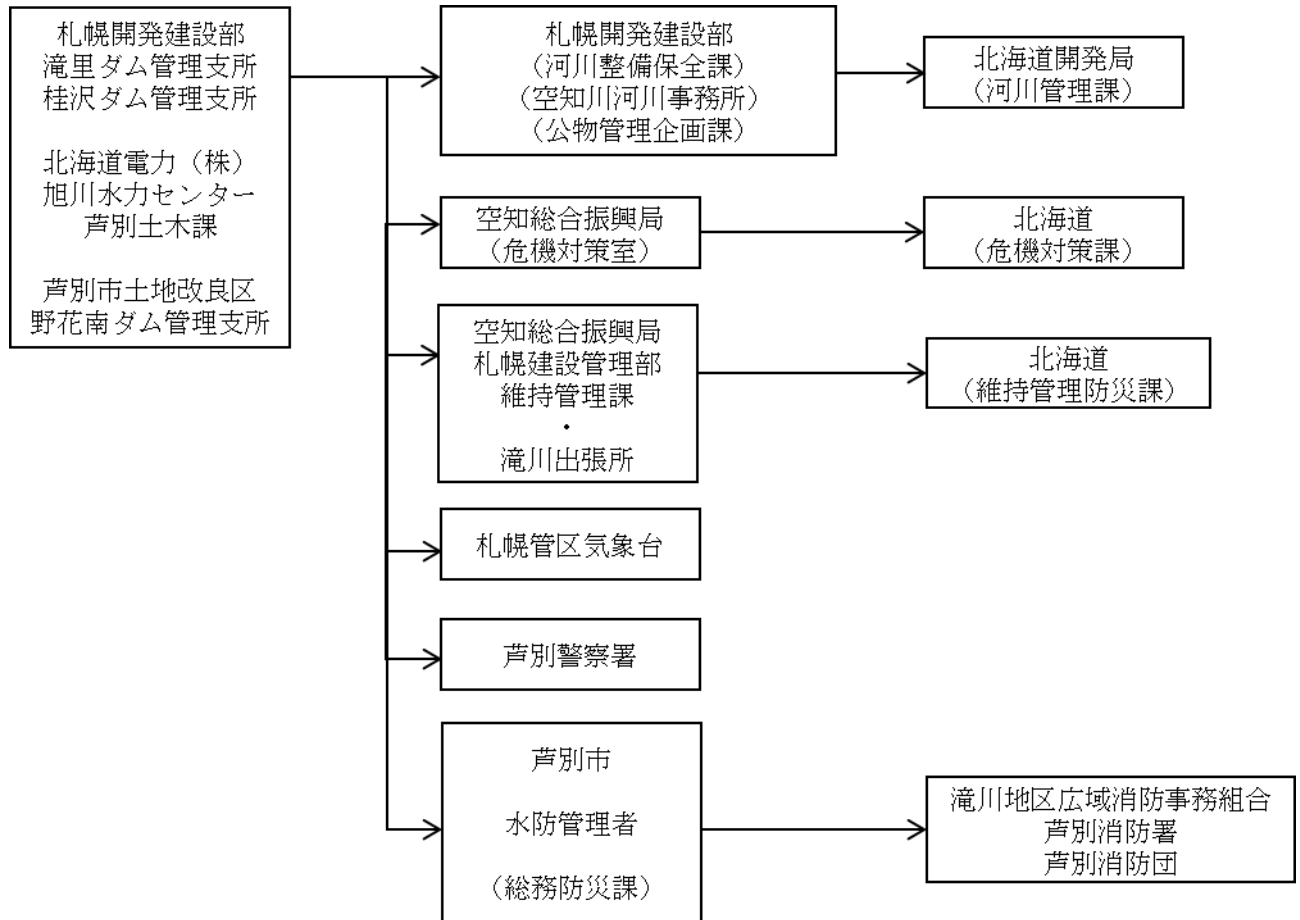 札幌開発建設部
滝里ダム管理支所
桂沢ダム管理支所
北海道電力（株）
旭川水力センター
芦別土木課
芦別市土地改良区
野花南ダム管理支所
札幌開発建設部
（河川整備保全課）
（空知川河川事務所）
（公物管理企画課）
北海道開発局
（河川管理課）
空知総合振興局
（危機対策室）
北海道
（危機対策課）
空知総合振興局
札幌建設管理部
維持管理課
・
滝川出張所
北海道
（維持管理防災課）
札幌管区気象台
芦別警察署
芦別市
水防管理者
（総務防災課）
滝川地区広域消防事務組合
芦別消防署
芦別消防団